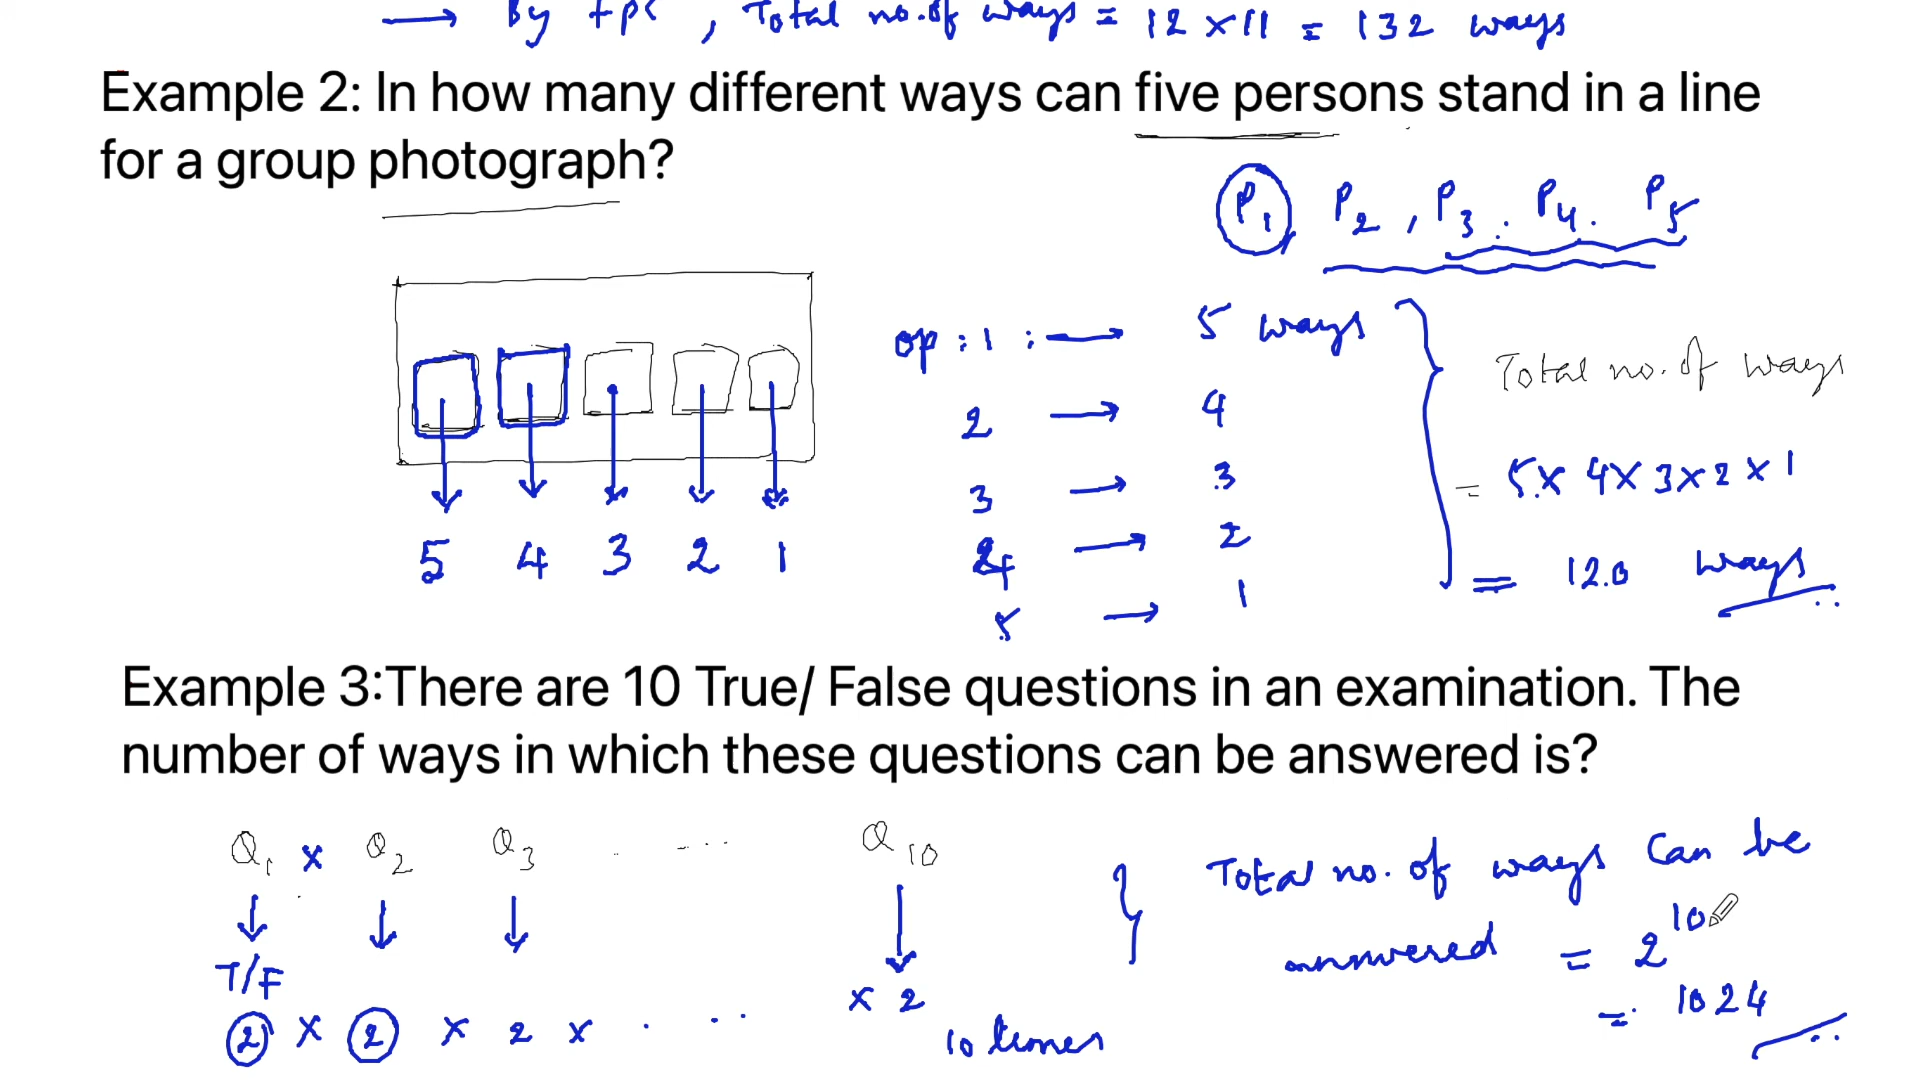 → By fpc, Total no. of ways = 12 × 11 = 132 ways
Example 2: In how many different ways can five persons stand in a line
for a group photograph?
P1, P2, P3. P4. P5
op : 1 : → 5 ways
2 → 4
3 → 3
4 → 2
5 → 1
5 4 3 2 1
Total no. of ways
= 5 × 4 × 3 × 2 × 1
= 120 ways
Example 3:There are 10 True/ False questions in an examination. The
number of ways in which these questions can be answered is?
Q1 × Q2 Q3 ..... Q10
T/F
2 × 2 × 2 × ... × 2
10 times
Total no. of ways can be
answered = 2^10
= 1024